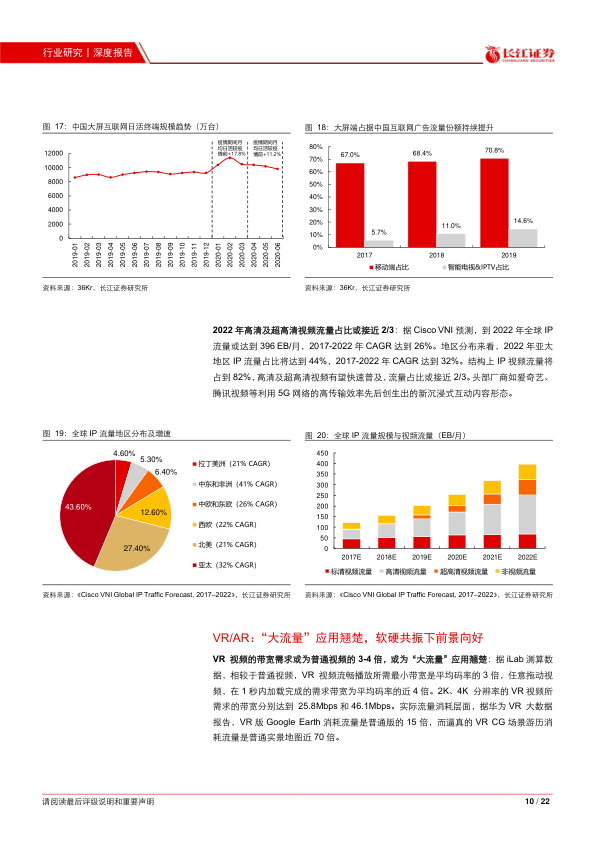 行业研究丨深度报告
长江证券
CHANGJIANG SECURITIES
图 17：中国大屏互联网日活终端规模趋势（万台）
疫情期间月
均日活较疫
情前+17.8%
疫情期间月
均日活较疫
情前+11.2%
12000
10000
8000
6000
4000
2000
0
2019-01
2019-02
2019-03
2019-04
2019-05
2019-06
2019-07
2019-08
2019-09
2019-10
2019-11
2019-12
2020-01
2020-02
2020-03
2020-04
2020-05
2020-06
资料来源：36Kr，长江证券研究所
图 18：大屏端占据中国互联网广告流量份额持续提升
80%
70%
60%
50%
40%
30%
20%
10%
0%
67.0%
68.4%
70.8%
5.7%
11.0%
14.6%
2017
2018
2019
移动端占比
智能电视&IPTV占比
资料来源：36Kr，长江证券研究所
2022 年高清及超高清视频流量占比或接近 2/3：据 Cisco VNI 预测，到 2022 年全球 IP
流量或达到 396 EB/月，2017-2022 年 CAGR 达到 26%。地区分布来看，2022 年亚太
地区 IP 流量占比将达到 44%，2017-2022 年 CAGR 达到 32%。结构上 IP 视频流量将
占到 82%，高清及超高清视频有望快速普及，流量占比或接近 2/3。头部厂商如爱奇艺、
腾讯视频等利用 5G 网络的高传输效率先后创生出的新沉浸式互动内容形态。
图 19：全球 IP 流量地区分布及增速
4.60%
5.30%
6.40%
12.60%
27.40%
43.60%
拉丁美洲（21% CAGR）
中东和非洲（41% CAGR）
中欧和东欧（26% CAGR）
西欧（22% CAGR）
北美（21% CAGR）
亚太（32% CAGR）
资料来源：《Cisco VNI Global IP Traffic Forecast, 2017–2022》，长江证券研究所
图 20：全球 IP 流量规模与视频流量（EB/月）
450
400
350
300
250
200
150
100
50
0
2017E
2018E
2019E
2020E
2021E
2022E
标清视频流量
高清视频流量
超高清视频流量
非视频流量
资料来源：《Cisco VNI Global IP Traffic Forecast, 2017–2022》，长江证券研究所
VR/AR：“大流量”应用翘楚，软硬共振下前景向好
VR 视频的带宽需求或为普通视频的 3-4 倍，或为“大流量”应用翘楚：据 iLab 测算数
据，相较于普通视频，VR 视频流畅播放所需最小带宽是平均码率的 3 倍，任意拖动视
频，在 1 秒内加载完成的需求带宽为平均码率的近 4 倍。2K、4K 分辨率的 VR 视频所
需求的带宽分别达到 25.8Mbps 和 46.1Mbps。实际流量消耗层面，据华为 VR 大数据
报告，VR 版 Google Earth 消耗流量是普通版的 15 倍，而逼真的 VR CG 场景游历消
耗流量是普通实景地图近 70 倍。
请阅读最后评级说明和重要声明
10 / 22